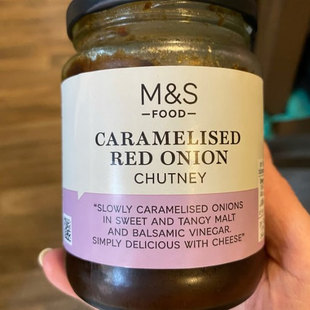 M&S
FOOD
CARAMELISED
RED ONION
CHUTNEY
"SLOWLY CARAMELISED ONIONS
IN SWEET AND TANGY MALT
AND BALSAMIC VINEGAR.
SIMPLY DELICIOUS WITH CHEESE"